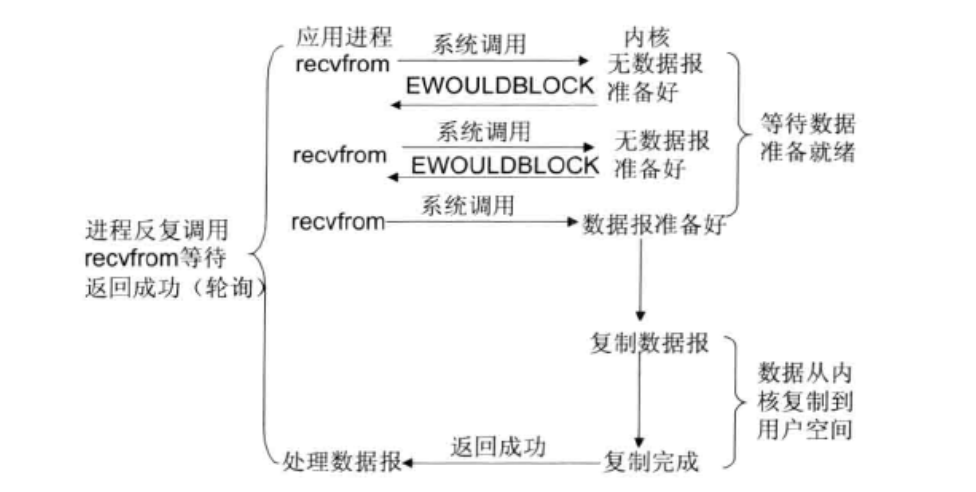 应用进程
系统调用
内核
recvfrom
无数据报
EWOULDBLOCK
准备好
系统调用
无数据报
recvfrom
EWOULDBLOCK
准备好
等待数据
准备就绪
系统调用
recvfrom
数据报准备好
进程反复调用
recvfrom等待
返回成功（轮询）
复制数据报
数据从内
核复制到
用户空间
返回成功
处理数据报
复制完成